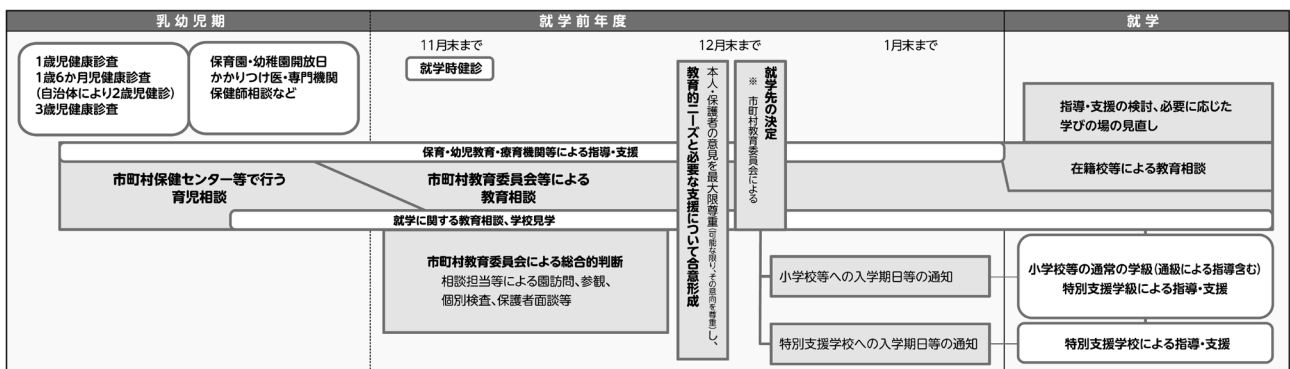 乳幼児期
就学前年度
就学
1歳児健康診査
1歳6か月児健康診査
(自治体により2歳児健診)
3歳児健康診査
保育園・幼稚園開放日
かかりつけ医・専門機関
保健師相談など
11月末まで
就学時健診
12月末まで
1月末まで
本人・保護者の意見を最大限尊重(可能な限り、その意向を尊重)し、
教育的ニーズと必要な支援について合意形成
就学先の決定
※ 市町村教育委員会による
指導・支援の検討、必要に応じた
学びの場の見直し
保育・幼児教育・療育機関等による指導・支援
市町村保健センター等で行う
育児相談
市町村教育委員会等による
教育相談
在籍校等による教育相談
就学に関する教育相談、学校見学
市町村教育委員会による総合的判断
相談担当等による園訪問、参観、
個別検査、保護者面談等
小学校等への入学期日等の通知
小学校等の通常の学級(通級による指導含む)
特別支援学級による指導・支援
特別支援学校への入学期日等の通知
特別支援学校による指導・支援